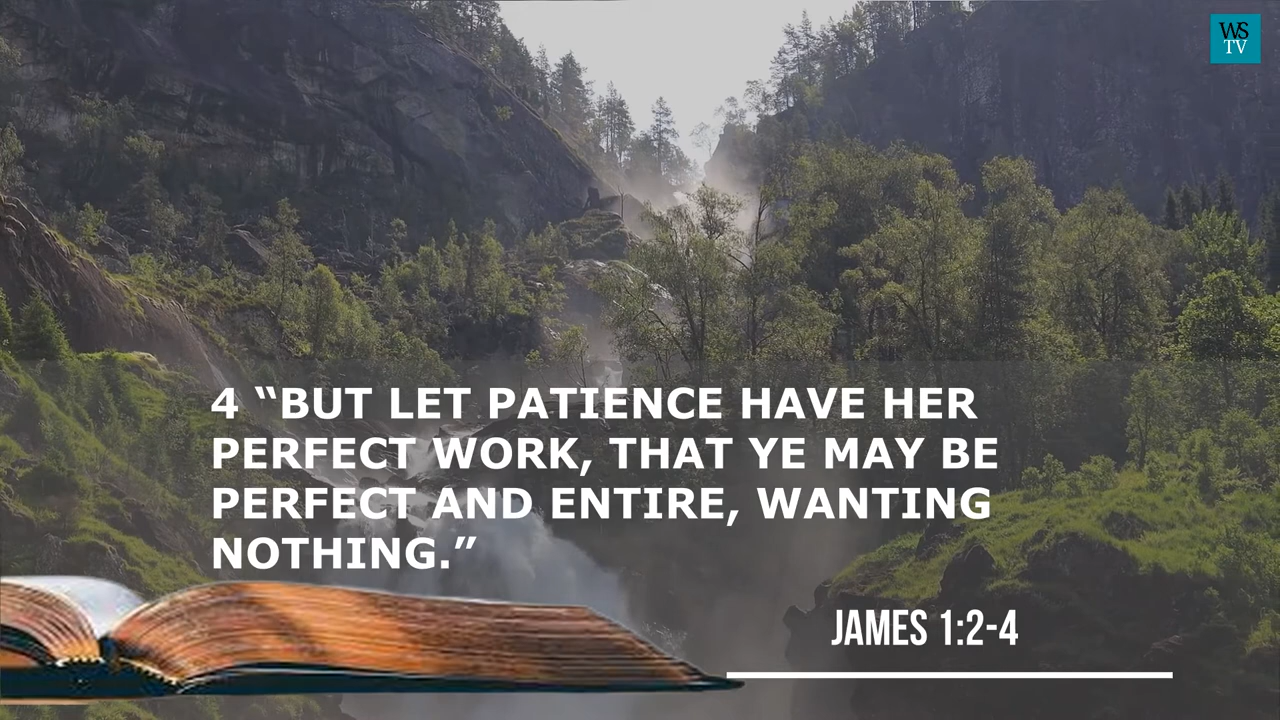 WS
TV
4 “BUT LET PATIENCE HAVE HER
PERFECT WORK, THAT YE MAY BE
PERFECT AND ENTIRE, WANTING
NOTHING.”
JAMES 1:2-4